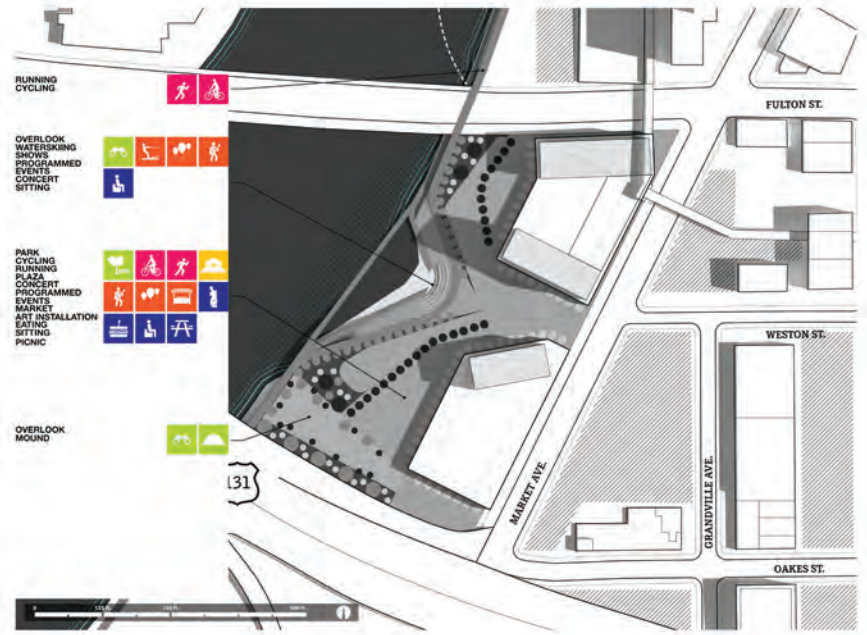 RUNNING
CYCLING
OVERLOOK
WATERSKIING
SHOWS
PROGRAMMED
EVENTS
CONCERT
SITTING
PARK
CYCLING
RUNNING
PLAZA
CONCERT
PROGRAMMED
EVENTS
MARKET
ART INSTALLATION
EATING
SITTING
PICNIC
OVERLOOK
MOUND
FULTON ST.
WESTON ST.
MARKET AVE.
GRANDVILLE AVE.
OAKES ST.
131
0